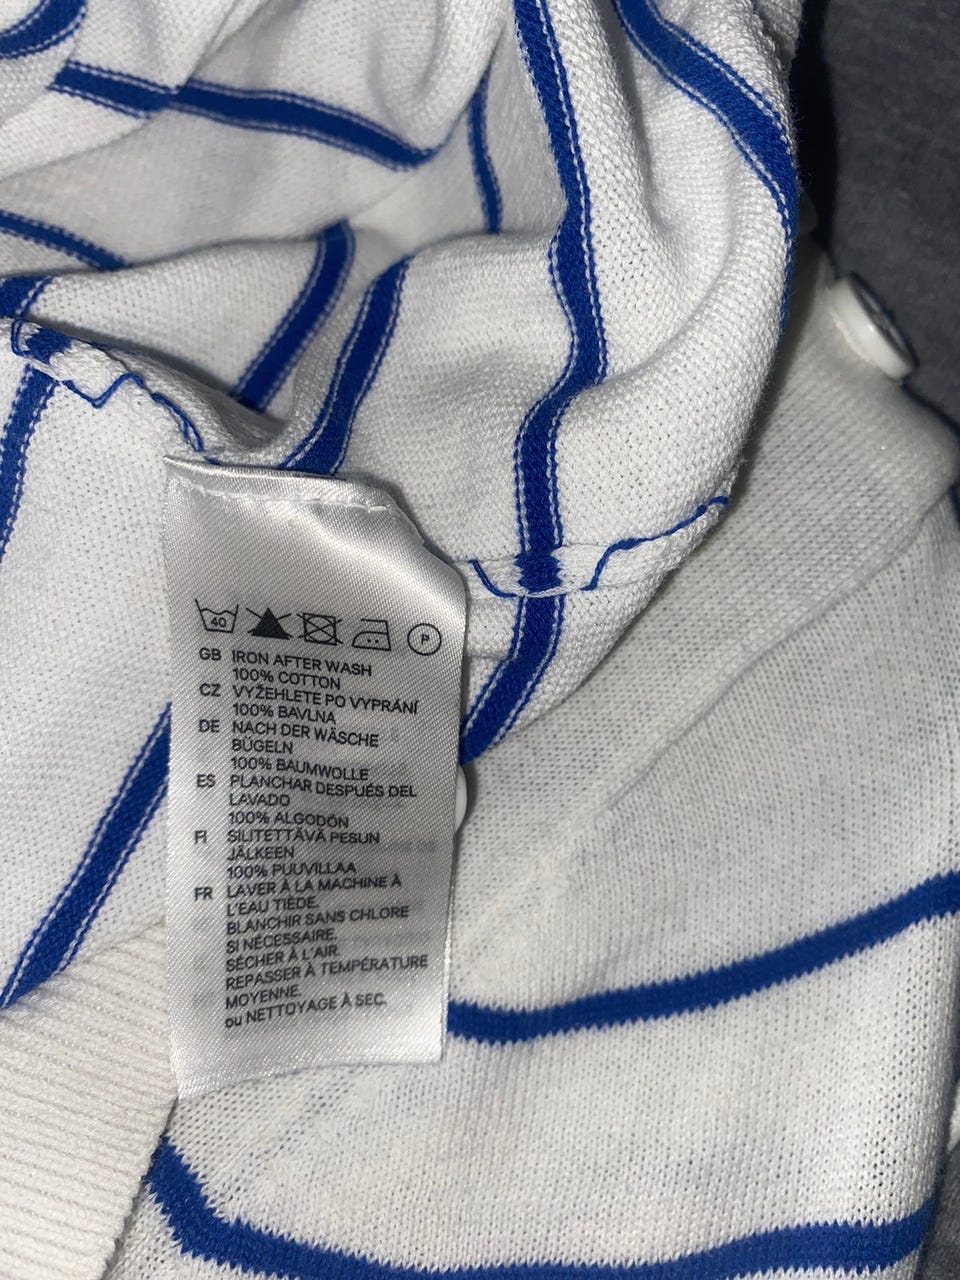 40
P
GB IRON AFTER WASH
100% COTTON
CZ VYŽEHLETE PO VYPRÁNÍ
100% BAVLNA
DE NACH DER WÄSCHE
BÜGELN
100% BAUMWOLLE
ES PLANCHAR DESPUÉS DEL
LAVADO
100% ALGODÓN
FI SILITETTÄVÄ PESUN
JÄLKEEN
100% PUUVILLAA
FR LAVER À LA MACHINE À
L'EAU TIÈDE.
BLANCHIR SANS CHLORE
SI NÉCESSAIRE.
SÉCHER À L'AIR.
REPASSER À TEMPÉRATURE
MOYENNE.
ou NETTOYAGE À SEC.